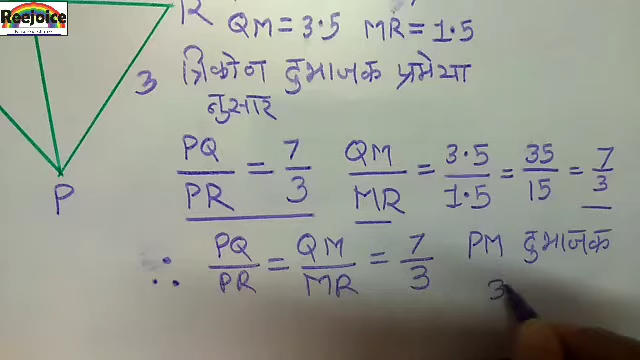 Reejoice
R
QM = 3.5 MR = 1.5
3 त्रिकोन दुभाजक प्रमेया
नुसार
PQ/PR = 7/3 QM/MR = 3.5/1.5 = 35/15 = 7/3
P
∴ PQ/PR = QM/MR = 7/3 PM दुभाजक
3